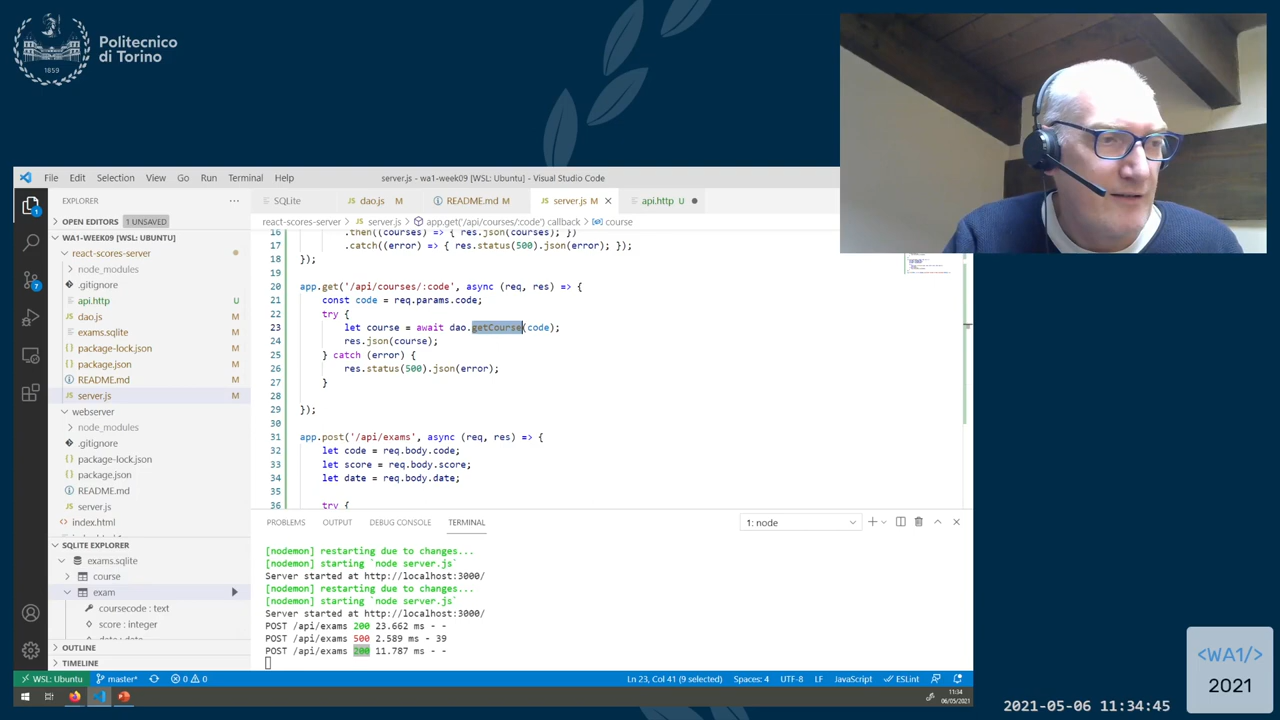 Politecnico
di Torino
1859
File Edit Selection View Go Run Terminal Help
server.js - wa1-week09 [WSL: Ubuntu] - Visual Studio Code
EXPLORER ...
OPEN EDITORS 1 UNSAVED
WA1-WEEK09 [WSL: UBUNTU]
react-scores-server
node_modules
.gitignore
api.http U
dao.js M
exams.sqlite M
package-lock.json M
package.json M
README.md M
server.js M
webserver
node_modules
.gitignore
package-lock.json
package.json
README.md
server.js
index.html
SQLITE EXPLORER
exams.sqlite
course
exam
coursecode : text
score : integer
OUTLINE
TIMELINE
SQLite
JS dao.js M
README.md M
JS server.js M
api.http U
react-scores-server > JS server.js > app.get('/api/courses/:code') callback > course
16 .then((courses) => { res.json(courses); })
17 .catch((error) => { res.status(500).json(error); });
18 });
19
20 app.get('/api/courses/:code', async (req, res) => {
21 const code = req.params.code;
22 try {
23 let course = await dao.getCourse(code);
24 res.json(course);
25 } catch (error) {
26 res.status(500).json(error);
27 }
28
29 });
30
31 app.post('/api/exams', async (req, res) => {
32 let code = req.body.code;
33 let score = req.body.score;
34 let date = req.body.date;
35
36 try {
PROBLEMS OUTPUT DEBUG CONSOLE TERMINAL
1: node
[nodemon] restarting due to changes...
[nodemon] starting `node server.js`
Server started at http://localhost:3000/
[nodemon] restarting due to changes...
[nodemon] starting `node server.js`
Server started at http://localhost:3000/
POST /api/exams 200 23.662 ms - -
POST /api/exams 500 2.589 ms - 39
POST /api/exams 200 11.787 ms - -
WSL: Ubuntu master* 0 0
Ln 23, Col 41 (9 selected) Spaces: 4 UTF-8 LF JavaScript ESLint
11:34
06/05/2021
<WA1/>
2021
2021-05-06 11:34:45